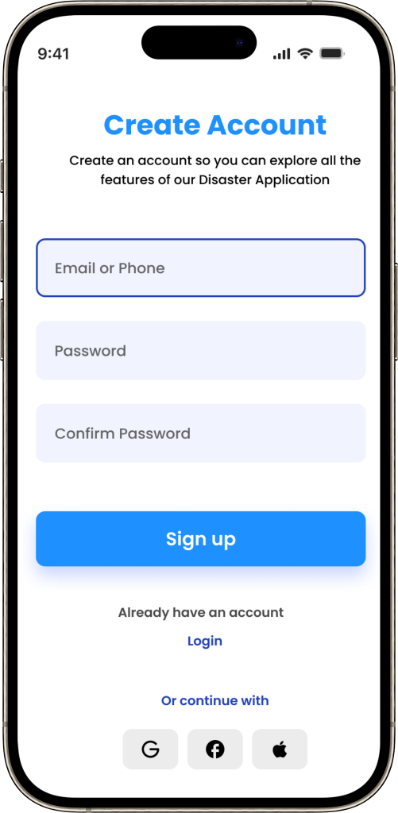 9:41
Create Account
Create an account so you can explore all the
features of our Disaster Application
Email or Phone
Password
Confirm Password
Sign up
Already have an account
Login
Or continue with